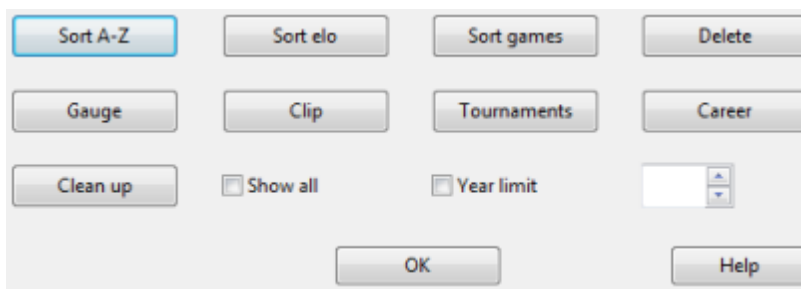 Sort A-Z Sort elo Sort games Delete
Gauge Clip Tournaments Career
Clean up Show all Year limit
OK Help